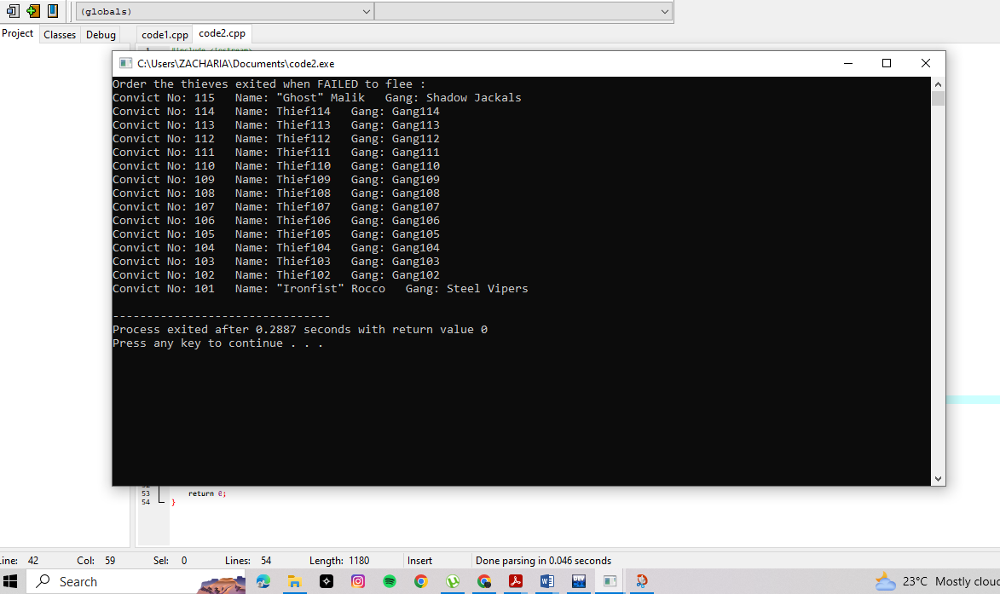 (globals)
Project Classes Debug code1.cpp code2.cpp
1 #include <iostream>
C:\Users\ZACHARIA\Documents\code2.exe
Order the thieves exited when FAILED to flee :
Convict No: 115 Name: "Ghost" Malik Gang: Shadow Jackals
Convict No: 114 Name: Thief114 Gang: Gang114
Convict No: 113 Name: Thief113 Gang: Gang113
Convict No: 112 Name: Thief112 Gang: Gang112
Convict No: 111 Name: Thief111 Gang: Gang111
Convict No: 110 Name: Thief110 Gang: Gang110
Convict No: 109 Name: Thief109 Gang: Gang109
Convict No: 108 Name: Thief108 Gang: Gang108
Convict No: 107 Name: Thief107 Gang: Gang107
Convict No: 106 Name: Thief106 Gang: Gang106
Convict No: 105 Name: Thief105 Gang: Gang105
Convict No: 104 Name: Thief104 Gang: Gang104
Convict No: 103 Name: Thief103 Gang: Gang103
Convict No: 102 Name: Thief102 Gang: Gang102
Convict No: 101 Name: "Ironfist" Rocco Gang: Steel Vipers
--------------------------------
Process exited after 0.2887 seconds with return value 0
Press any key to continue . . .
53 return 0;
54 }
Line: 42 Col: 59 Sel: 0 Lines: 54 Length: 1180 Insert Done parsing in 0.046 seconds
Search DEV 23°C Mostly clou